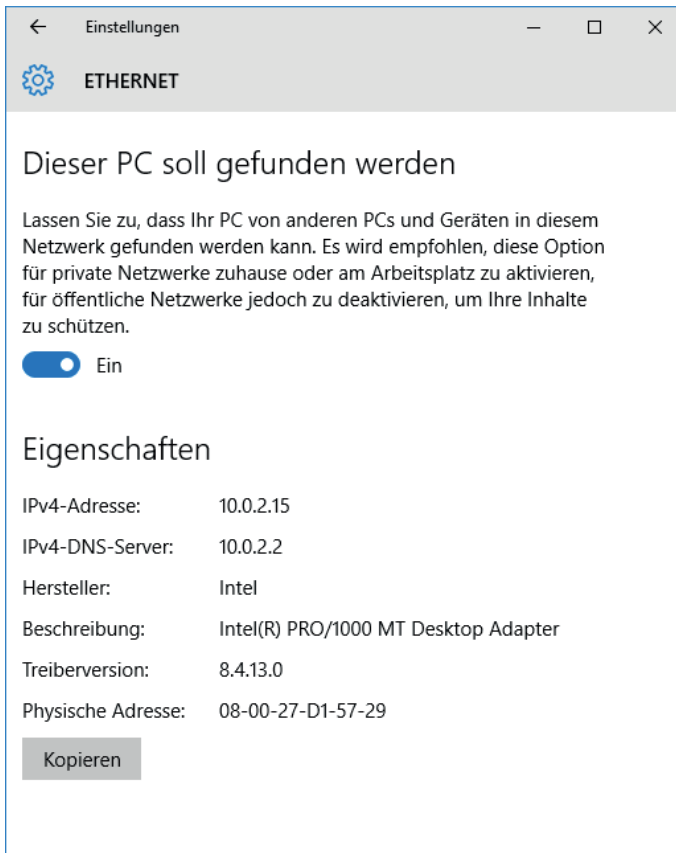 Einstellungen
ETHERNET
Dieser PC soll gefunden werden
Lassen Sie zu, dass Ihr PC von anderen PCs und Geräten in diesem
Netzwerk gefunden werden kann. Es wird empfohlen, diese Option
für private Netzwerke zuhause oder am Arbeitsplatz zu aktivieren,
für öffentliche Netzwerke jedoch zu deaktivieren, um Ihre Inhalte
zu schützen.
Ein
Eigenschaften
IPv4-Adresse: 10.0.2.15
IPv4-DNS-Server: 10.0.2.2
Hersteller: Intel
Beschreibung: Intel(R) PRO/1000 MT Desktop Adapter
Treiberversion: 8.4.13.0
Physische Adresse: 08-00-27-D1-57-29
Kopieren